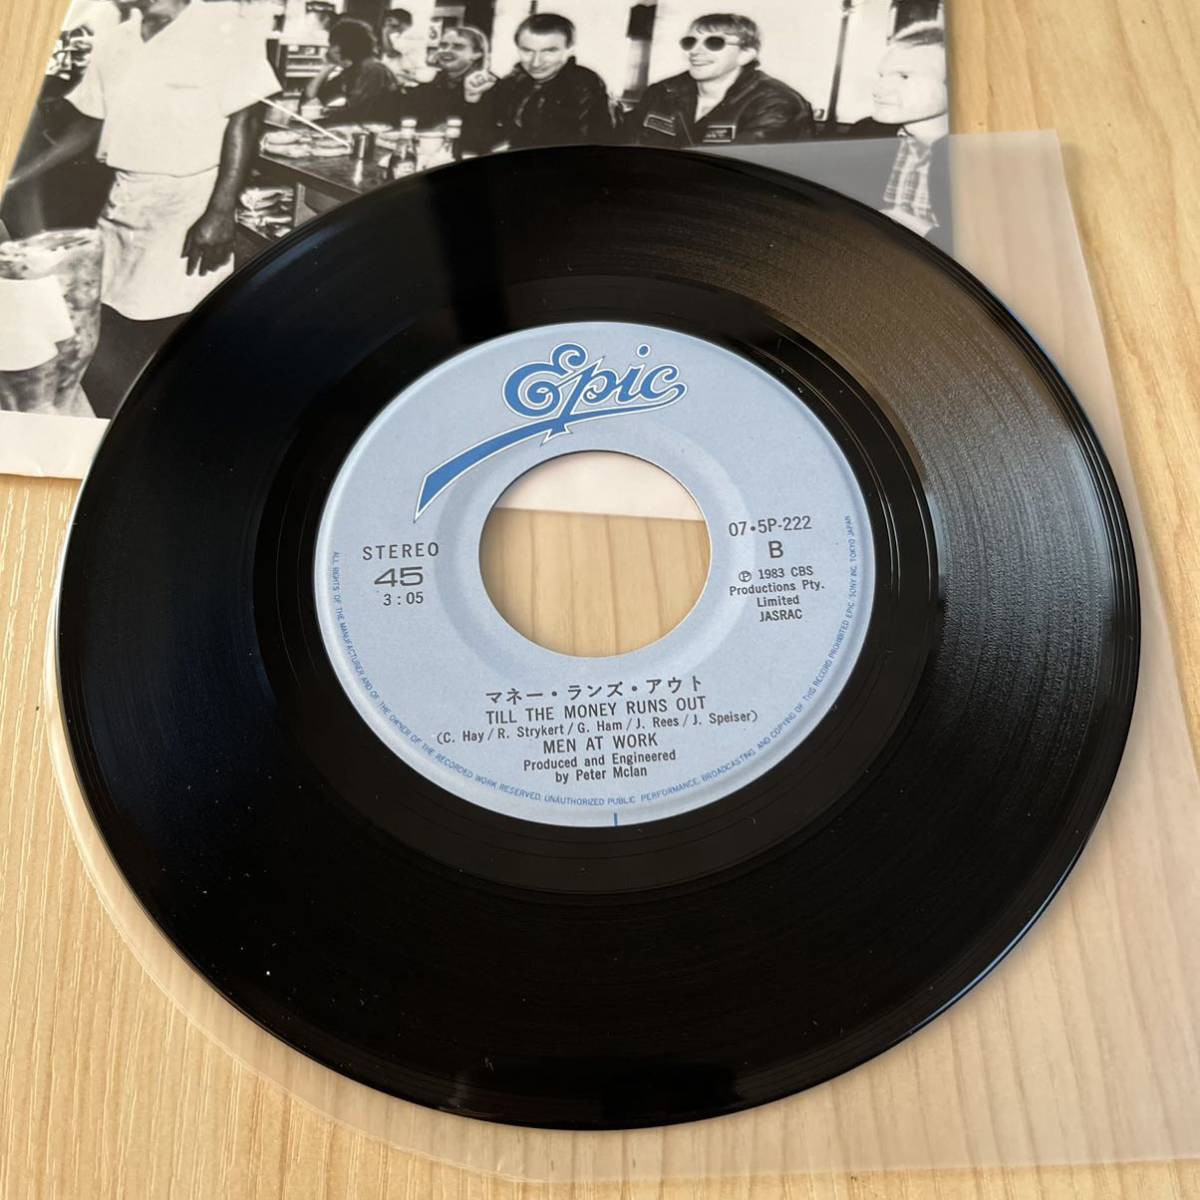 Epic
STEREO
45
3:05
07・5P-222
B
Ⓟ 1983 CBS
Productions Pty.
Limited
JASRAC
マネー・ランズ・アウト
TILL THE MONEY RUNS OUT
(C. Hay/R. Strykert/G. Ham/J. Rees/J. Speiser)
MEN AT WORK
Produced and Engineered
by Peter McIan
ALL RIGHTS OF THE MANUFACTURER AND OF THE OWNER OF THE RECORDED WORK RESERVED. UNAUTHORIZED PUBLIC PERFORMANCE, BROADCASTING AND COPYING OF THIS RECORD PROHIBITED EPIC/SONY INC. TOKYO JAPAN